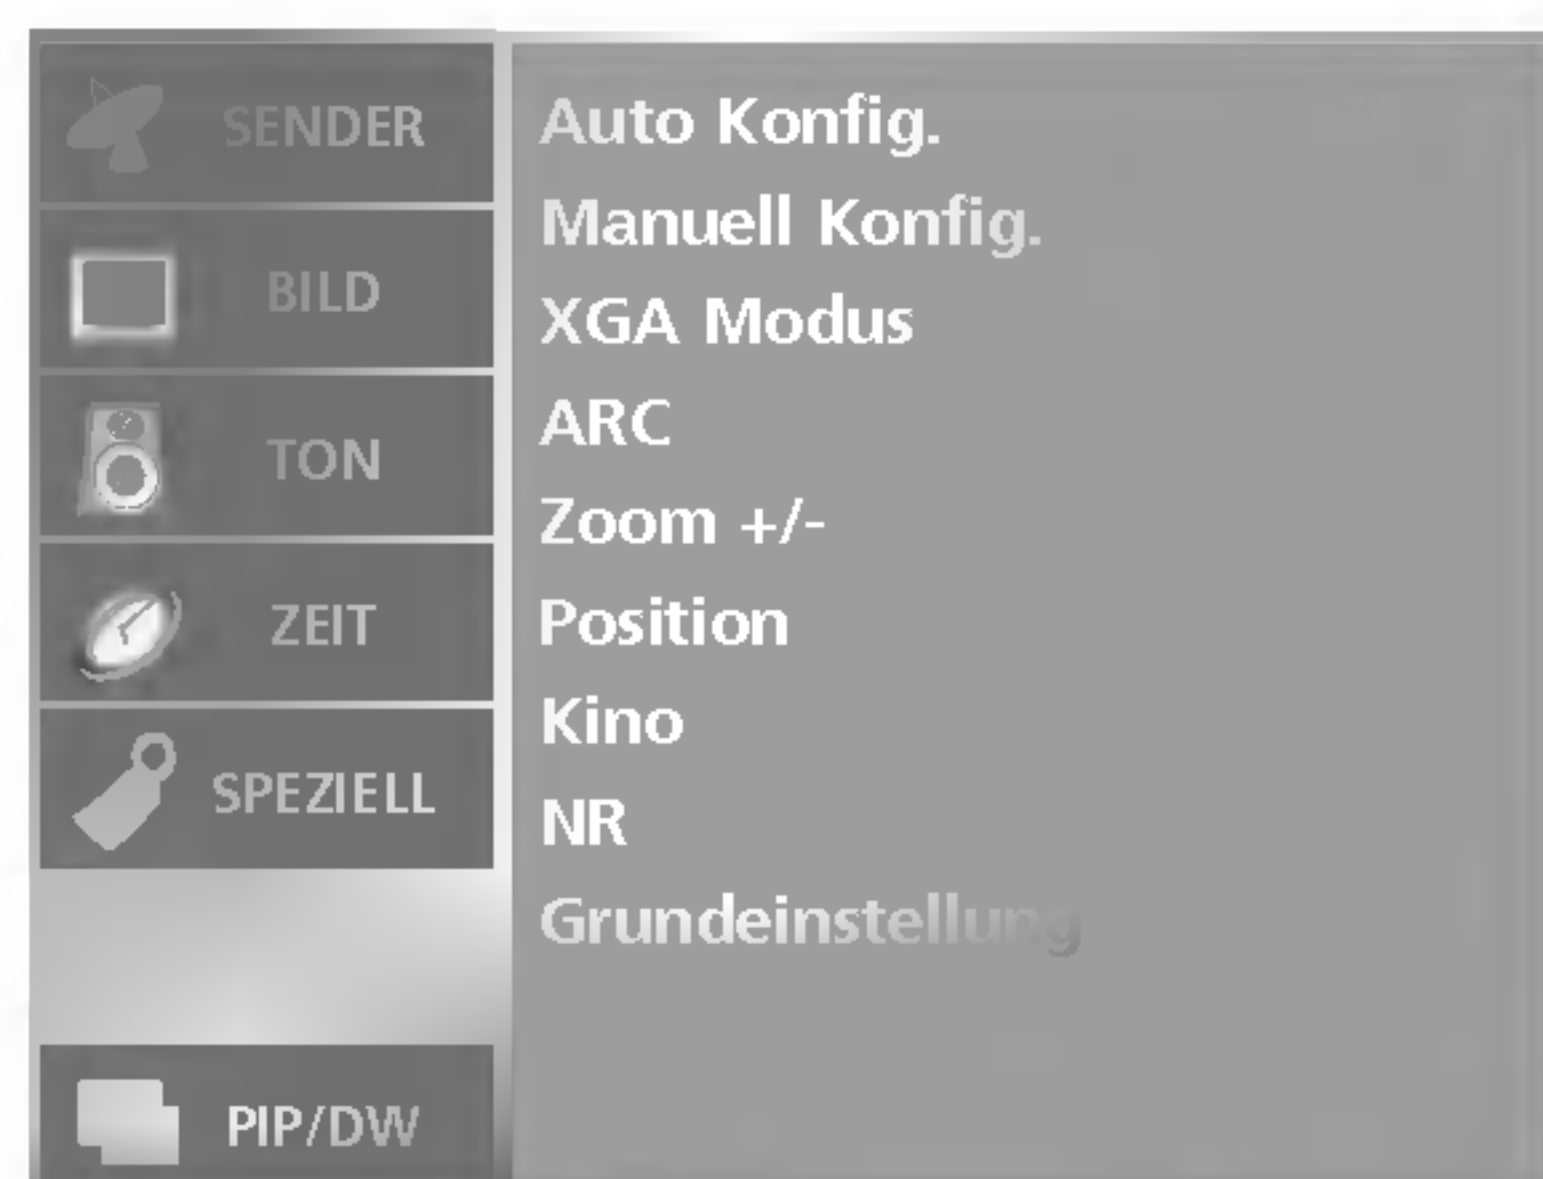 SENDER
BILD
TON
ZEIT
SPEZIELL
PIP/DW
Auto Konfig.
Manuell Konfig.
XGA Modus
ARC
Zoom +/-
Position
Kino
NR
Grundeinstellung